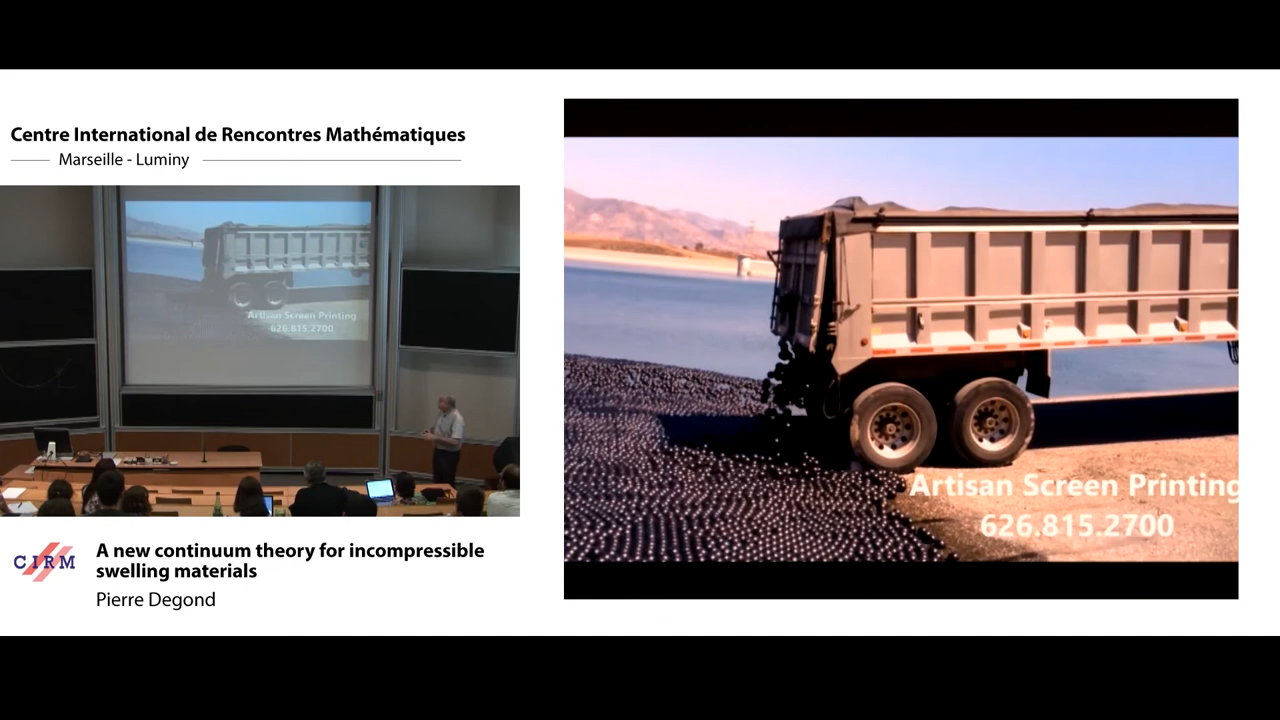 Centre International de Rencontres Mathématiques
Marseille - Luminy
Artisan Screen Printing
626.815.2700
Artisan Screen Printing
626.815.2700
CIRM
A new continuum theory for incompressible
swelling materials
Pierre Degond